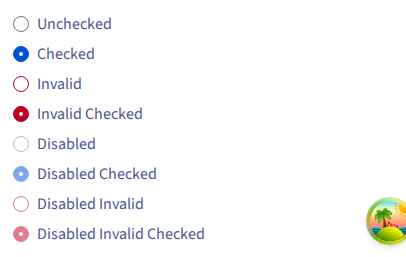 Unchecked
Checked
Invalid
Invalid Checked
Disabled
Disabled Checked
Disabled Invalid
Disabled Invalid Checked